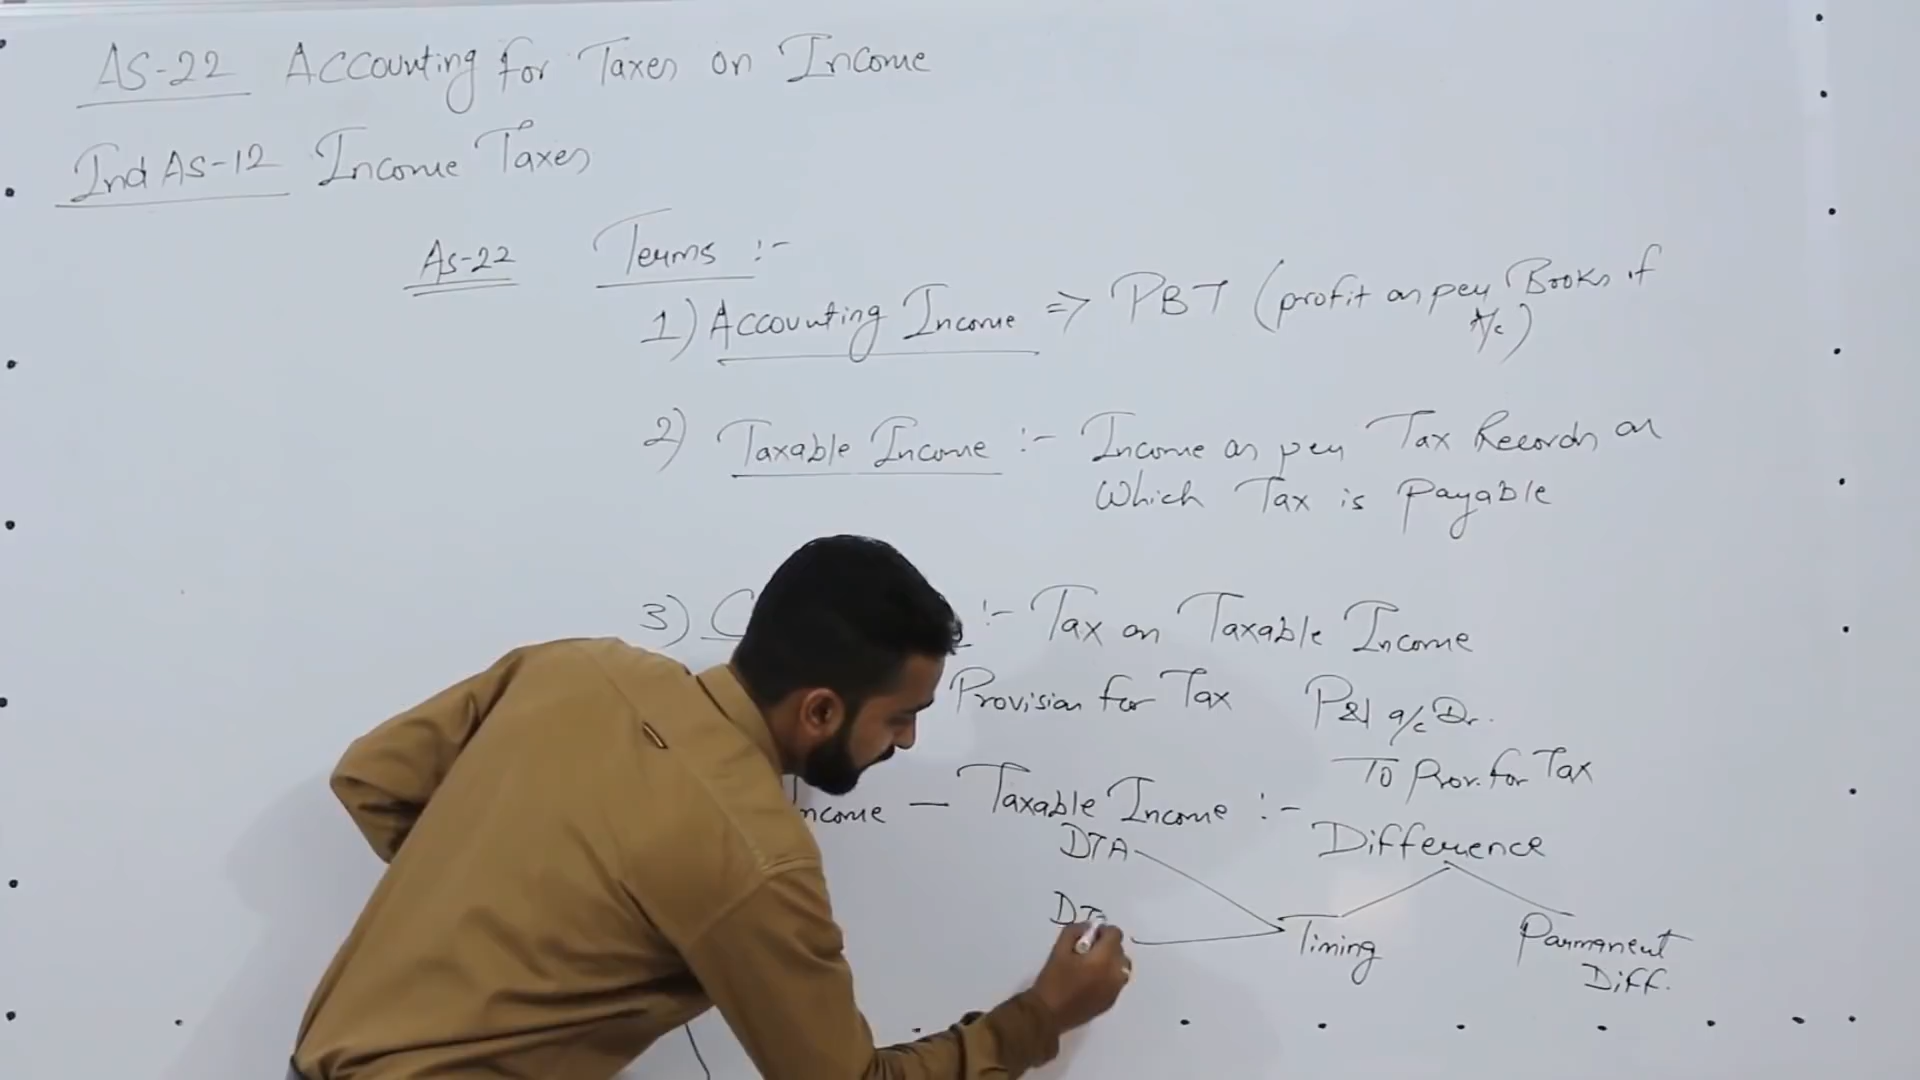 AS-22 Accounting for Taxes on Income
Ind AS-12 Income Taxes
As-22 Terms :-
1) Accounting Income => PBT (profit as per Books of
A/c)
2) Taxable Income :- Income as per Tax Records on
Which Tax is Payable
3) C :- Tax on Taxable Income
Provision for Tax P&l a/c Dr.
To Prov. for Tax
ncome — Taxable Income :-
Difference
DTA
DT
Timing
Parmanent
Diff.